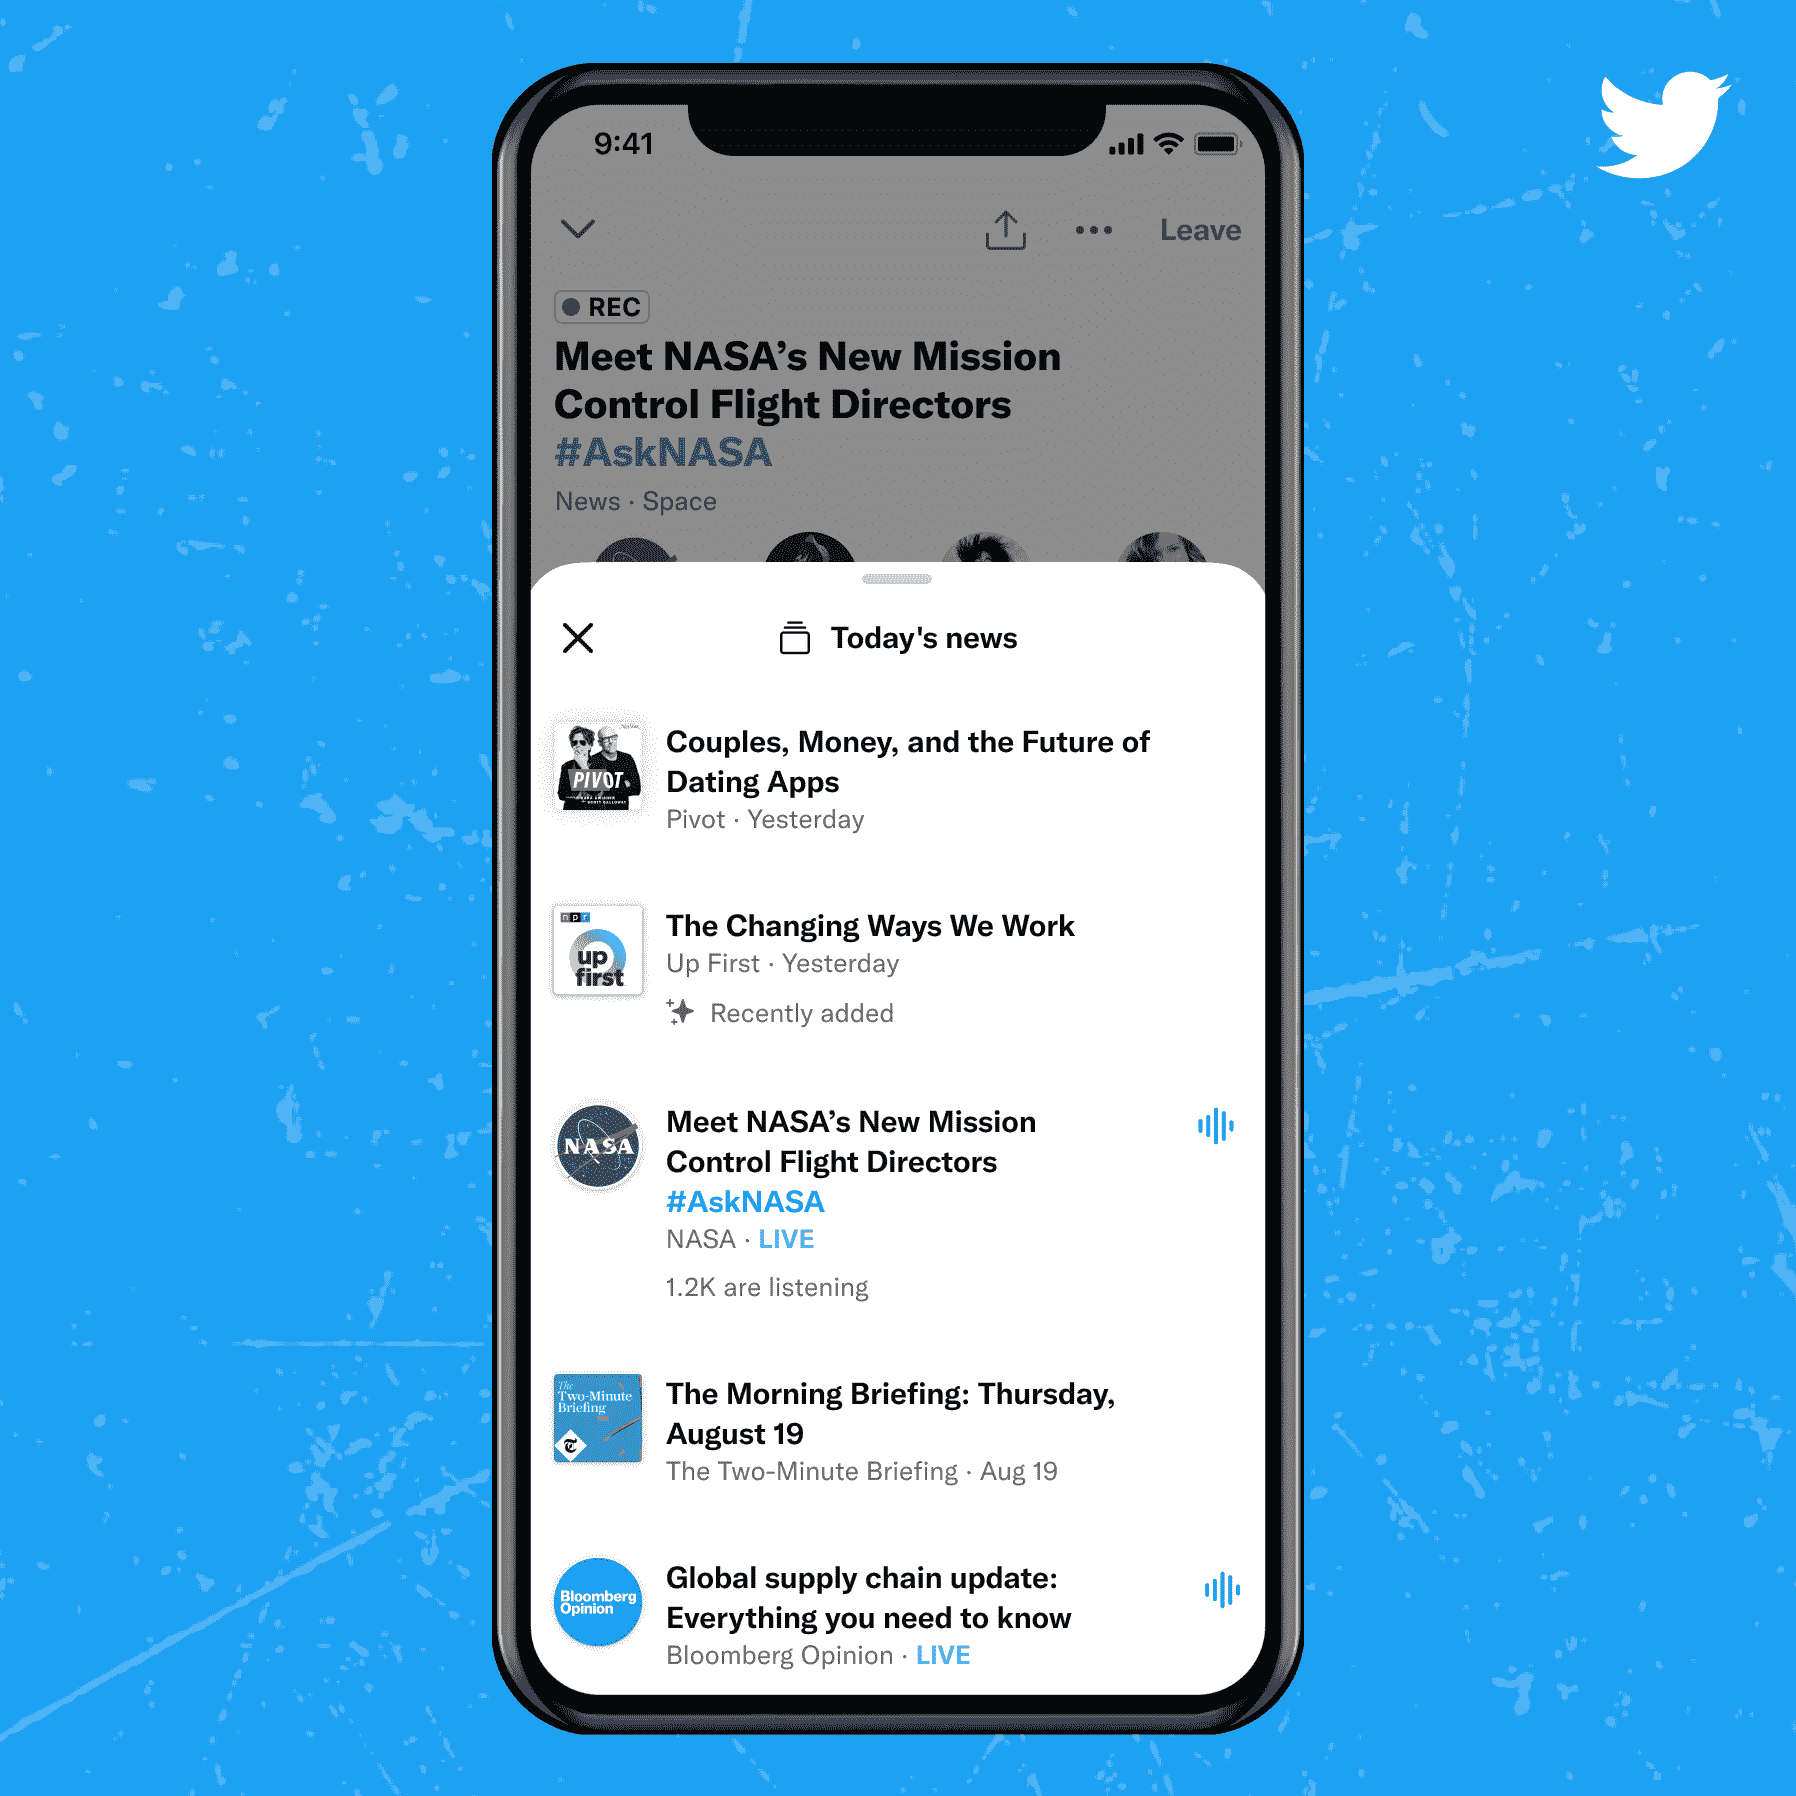 9:41
Leave
REC
Meet NASA’s New Mission
Control Flight Directors
#AskNASA
News · Space
Today's news
PIVOT
Couples, Money, and the Future of
Dating Apps
Pivot · Yesterday
npr
up
first
The Changing Ways We Work
Up First · Yesterday
Recently added
NASA
Meet NASA’s New Mission
Control Flight Directors
#AskNASA
NASA · LIVE
1.2K are listening
The
Two-Minute
Briefing
The Morning Briefing: Thursday,
August 19
The Two-Minute Briefing · Aug 19
Bloomberg
Opinion
Global supply chain update:
Everything you need to know
Bloomberg Opinion · LIVE